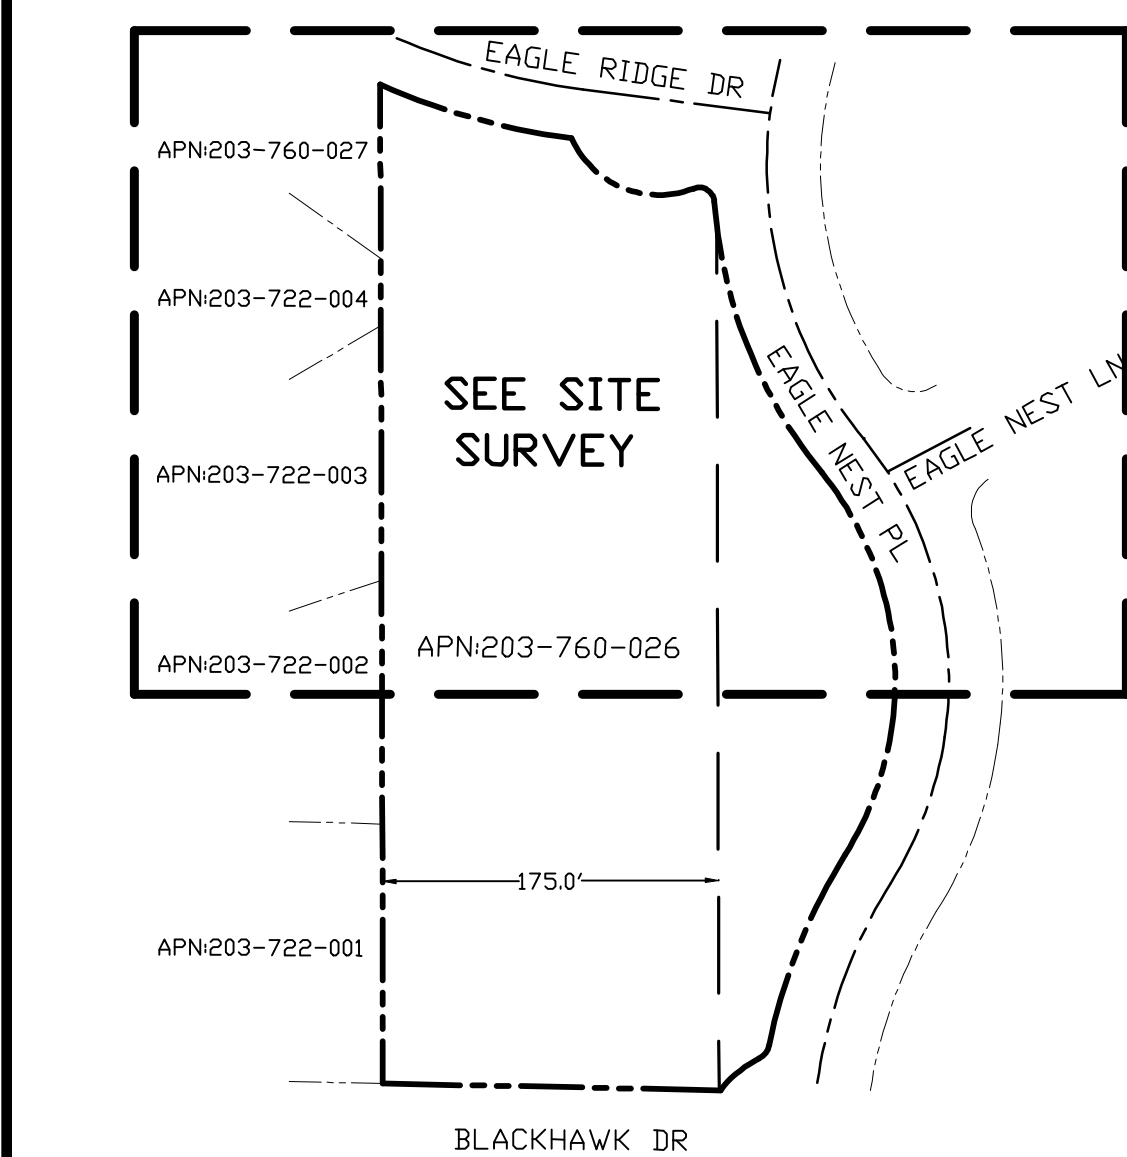 EAGLE RIDGE DR
APN:203-760-027
APN:203-722-004
EAGLE NEST PL
EAGLE NEST LN
SEE SITE
SURVEY
APN:203-722-003
APN:203-760-026
APN:203-722-002
175.0'
APN:203-722-001
BLACKHAWK DR